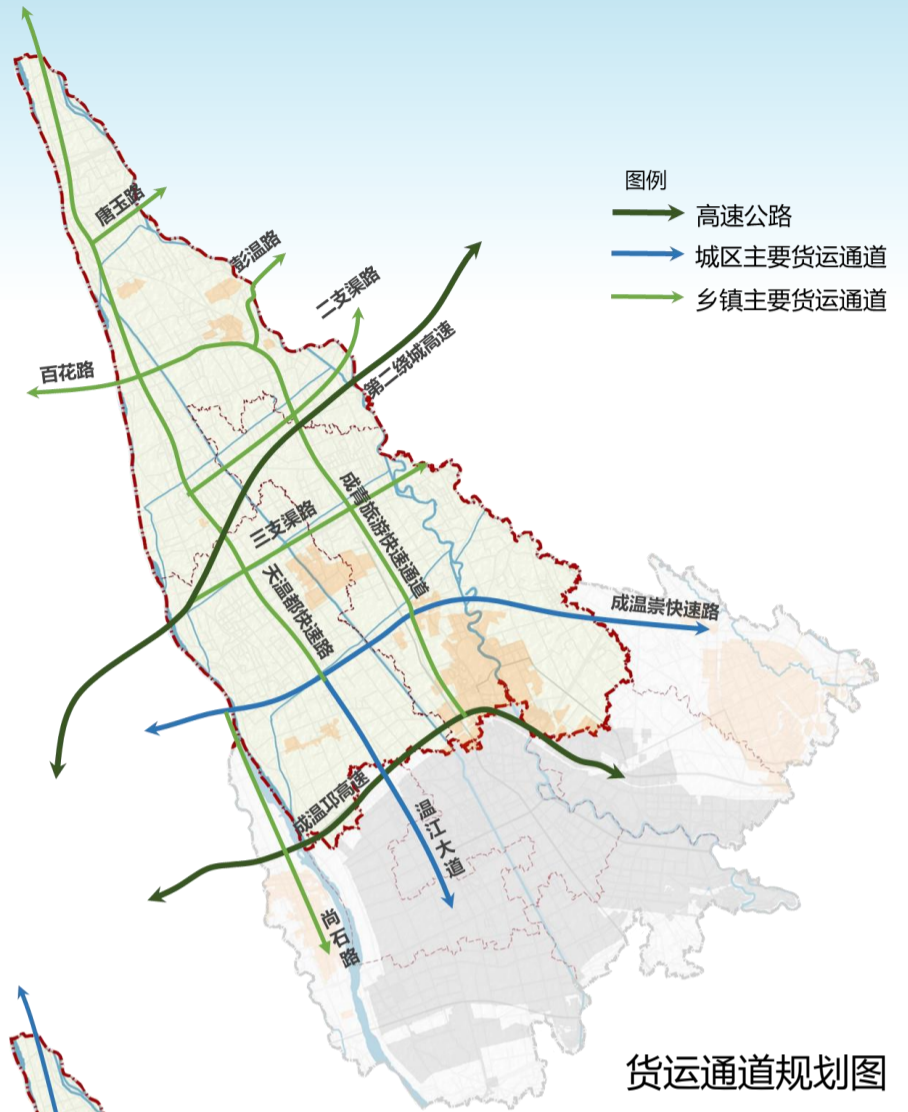 图例
高速公路
城区主要货运通道
乡镇主要货运通道
唐玉路
彭温路
二支渠路
百花路
第二绕城高速
成青旅游快速通道
三支渠路
天温都快速路
成温崇快速路
成温邛高速
温江大道
尚石路
货运通道规划图